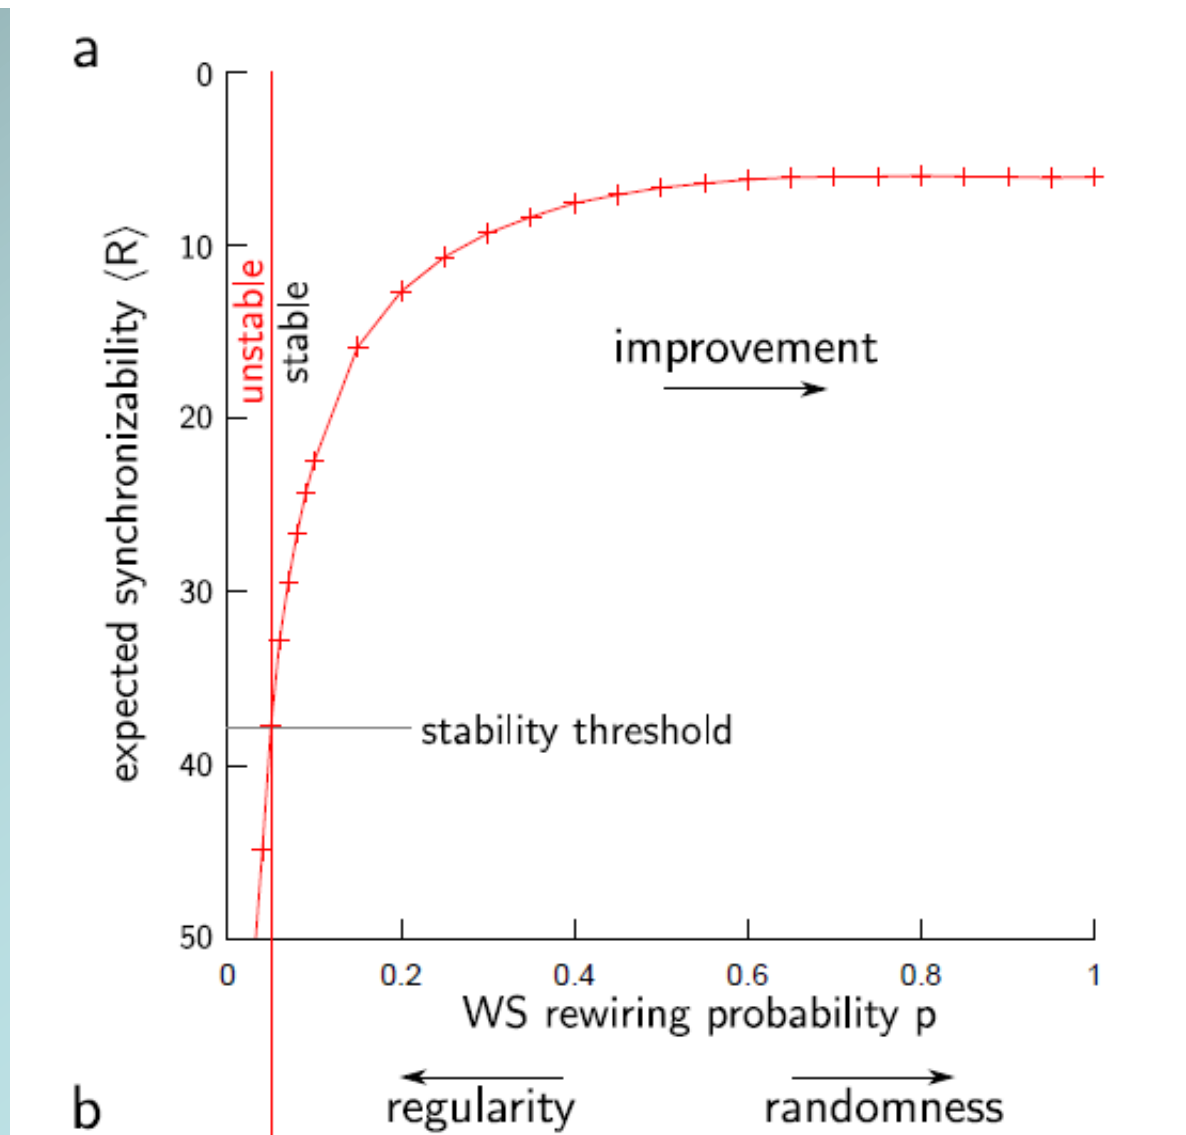 a
0
10
20
30
40
50
expected synchronizability ⟨R⟩
unstable
stable
improvement
stability threshold
0 0.2 0.4 0.6 0.8 1
WS rewiring probability p
regularity randomness
b